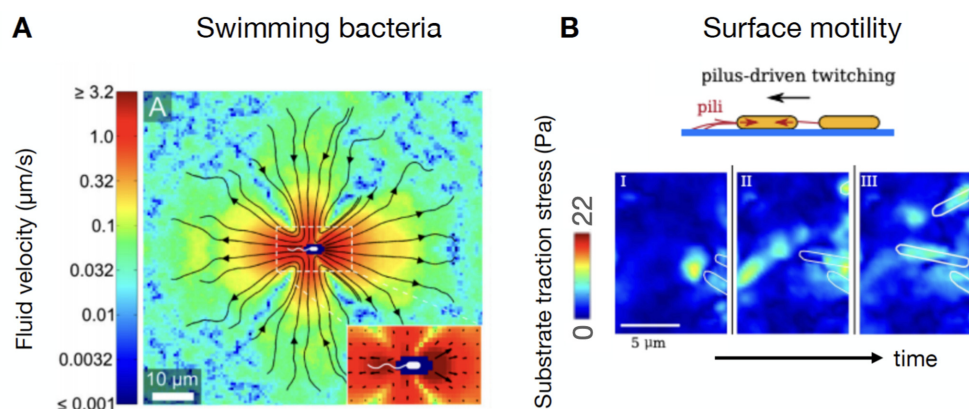 A
Swimming bacteria
Fluid velocity (μm/s)
≥ 3.2
1.0
0.32
0.1
0.032
0.01
0.0032
≤ 0.001
A
10 μm
B
Surface motility
pilus-driven twitching
pili
Substrate traction stress (Pa)
22
0
I
II
III
5 μm
time